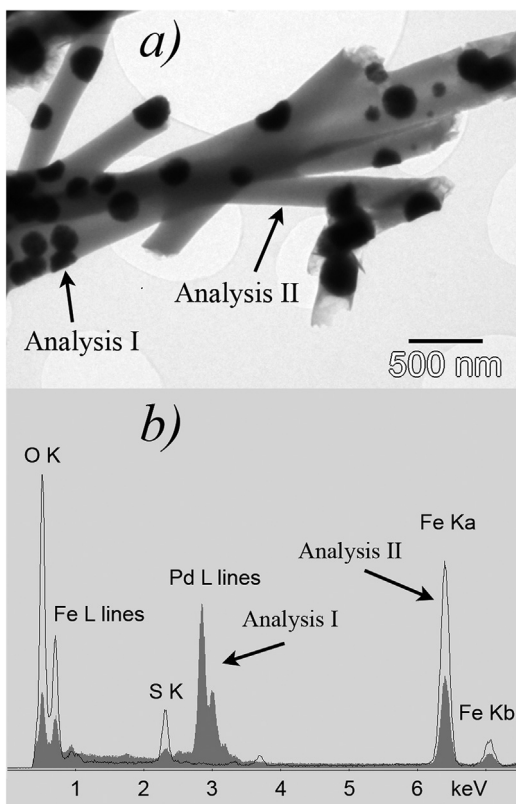 a)
Analysis II
Analysis I
500 nm
b)
O K
Fe Ka
Analysis II
Pd L lines
Fe L lines
Analysis I
S K
Fe Kb
1 2 3 4 5 6 keV